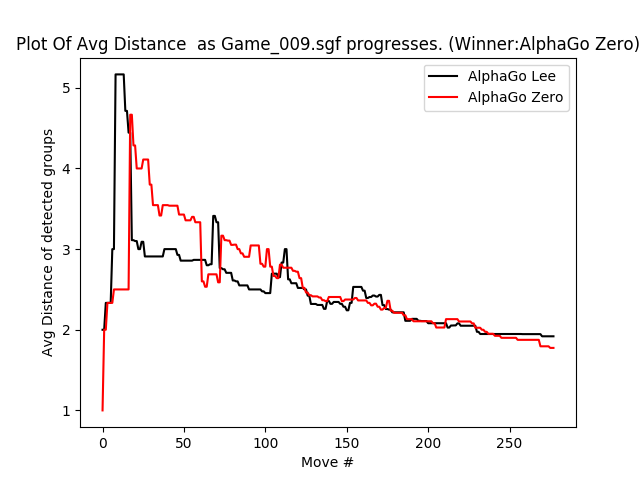 Plot Of Avg Distance  as Game_009.sgf progresses. (Winner:AlphaGo Zero)
AlphaGo Lee
AlphaGo Zero
Avg Distance of detected groups
5
4
3
2
1
0 50 100 150 200 250
Move #